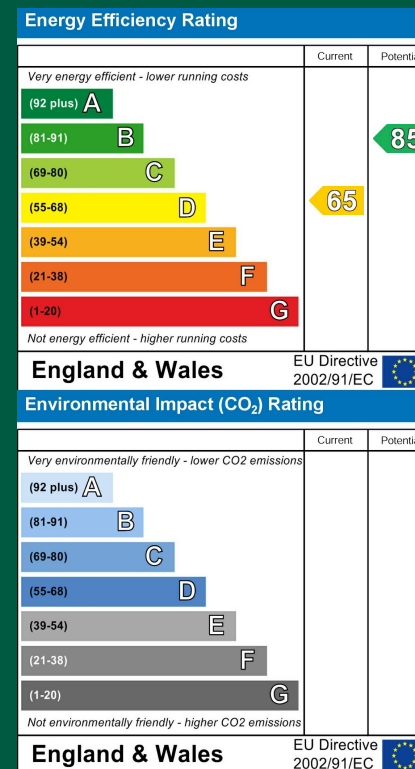 Energy Efficiency Rating
Current
Very energy efficient - lower running costs
(92 plus) A
(81-91) B
85
(69-80) C
(55-68) D
65
(39-54) E
(21-38) F
(1-20) G
Not energy efficient - higher running costs
England & Wales
EU Directive
2002/91/EC
Environmental Impact (CO₂) Rating
Current
Very environmentally friendly - lower CO2 emissions
(92 plus) A
(81-91) B
(69-80) C
(55-68) D
(39-54) E
(21-38) F
(1-20) G
Not environmentally friendly - higher CO2 emissions
England & Wales
EU Directive
2002/91/EC